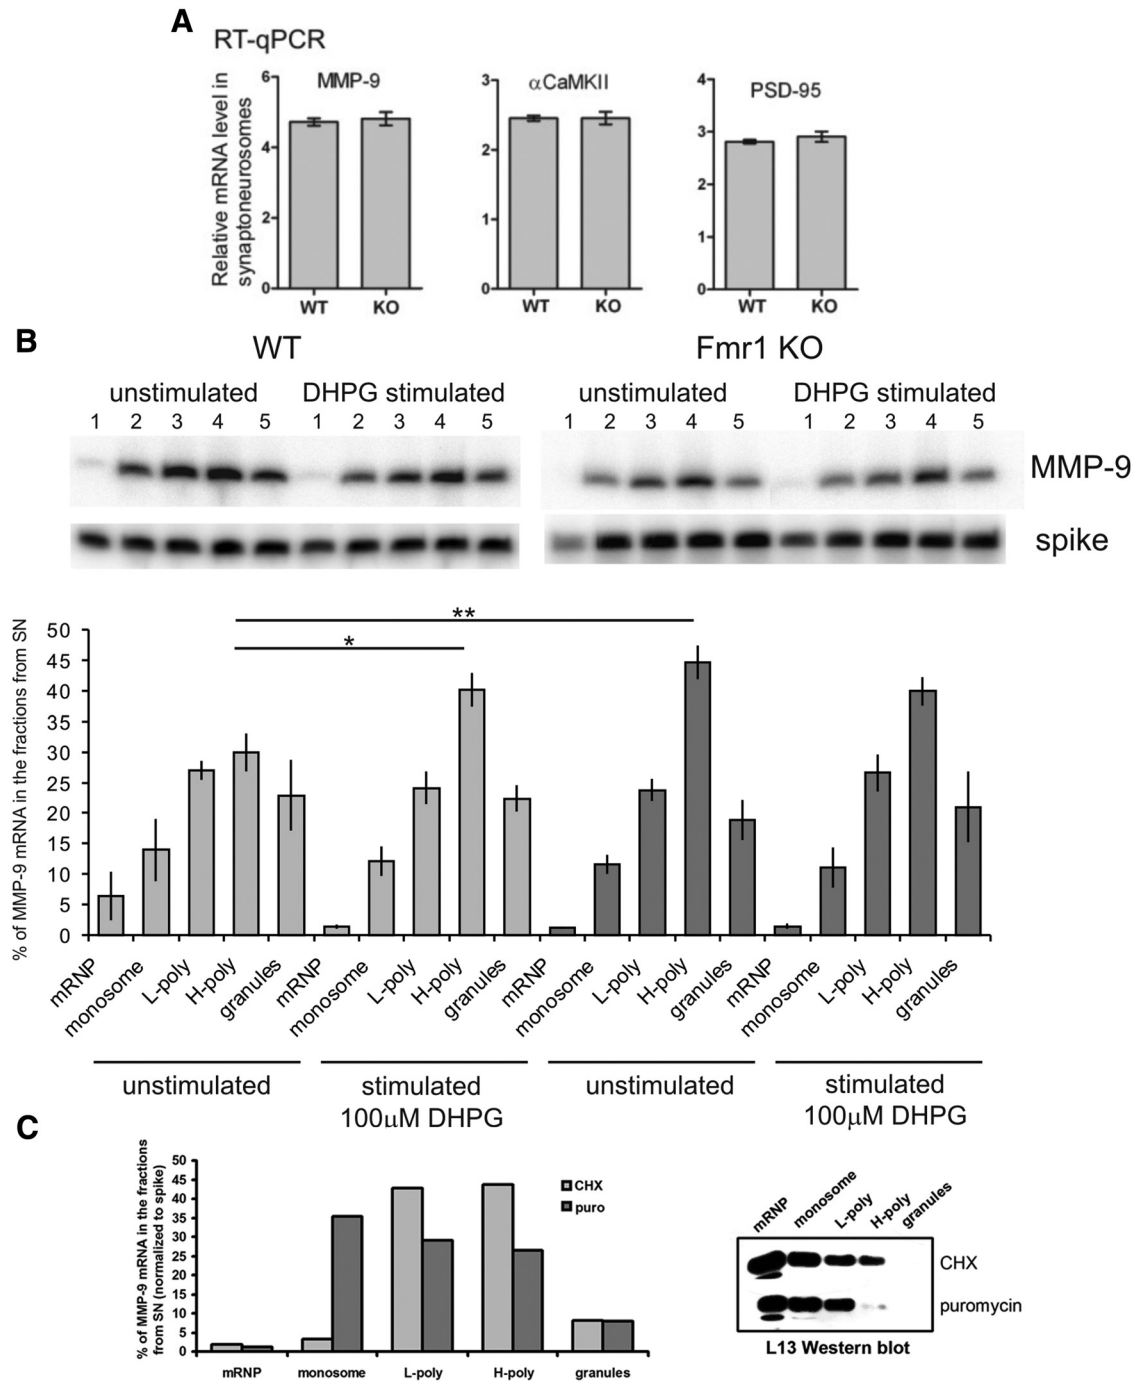 A
RT-qPCR
Relative mRNA level in
synaptoneurosomes
MMP-9
6
4
2
0
WT KO
αCaMKII
3
2
1
0
WT KO
PSD-95
4
3
2
1
0
WT KO
B
WT
Fmr1 KO
unstimulated DHPG stimulated
unstimulated DHPG stimulated
1 2 3 4 5 1 2 3 4 5
1 2 3 4 5 1 2 3 4 5
MMP-9
spike
% of MMP-9 mRNA in the fractions from SN
50
45
40
35
30
25
20
15
10
5
0
**
*
mRNP monosome L-poly H-poly granules mRNP monosome L-poly H-poly granules mRNP monosome L-poly H-poly granules mRNP monosome L-poly H-poly granules
unstimulated
stimulated
100μM DHPG
unstimulated
stimulated
100μM DHPG
C
% of MMP-9 mRNA in the fractions
from SN (normalized to spike)
50
45
40
35
30
25
20
15
10
5
0
CHX
puro
mRNP monosome L-poly H-poly granules
mRNP monosome L-poly H-poly granules
CHX
puromycin
L13 Western blot